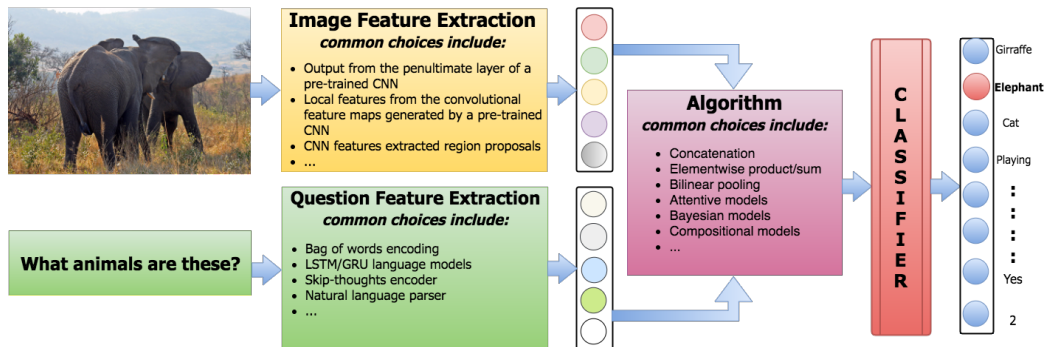 Image Feature Extraction
common choices include:
• Output from the penultimate layer of a
pre-trained CNN
• Local features from the convolutional
feature maps generated by a pre-trained
CNN
• CNN features extracted region proposals
• ...
What animals are these?
Question Feature Extraction
common choices include:
• Bag of words encoding
• LSTM/GRU language models
• Skip-thoughts encoder
• Natural language parser
• ...
Algorithm
common choices include:
• Concatenation
• Elementwise product/sum
• Bilinear pooling
• Attentive models
• Bayesian models
• Compositional models
• ...
CLASSIFIER
Girraffe
Elephant
Cat
Playing
Yes
2